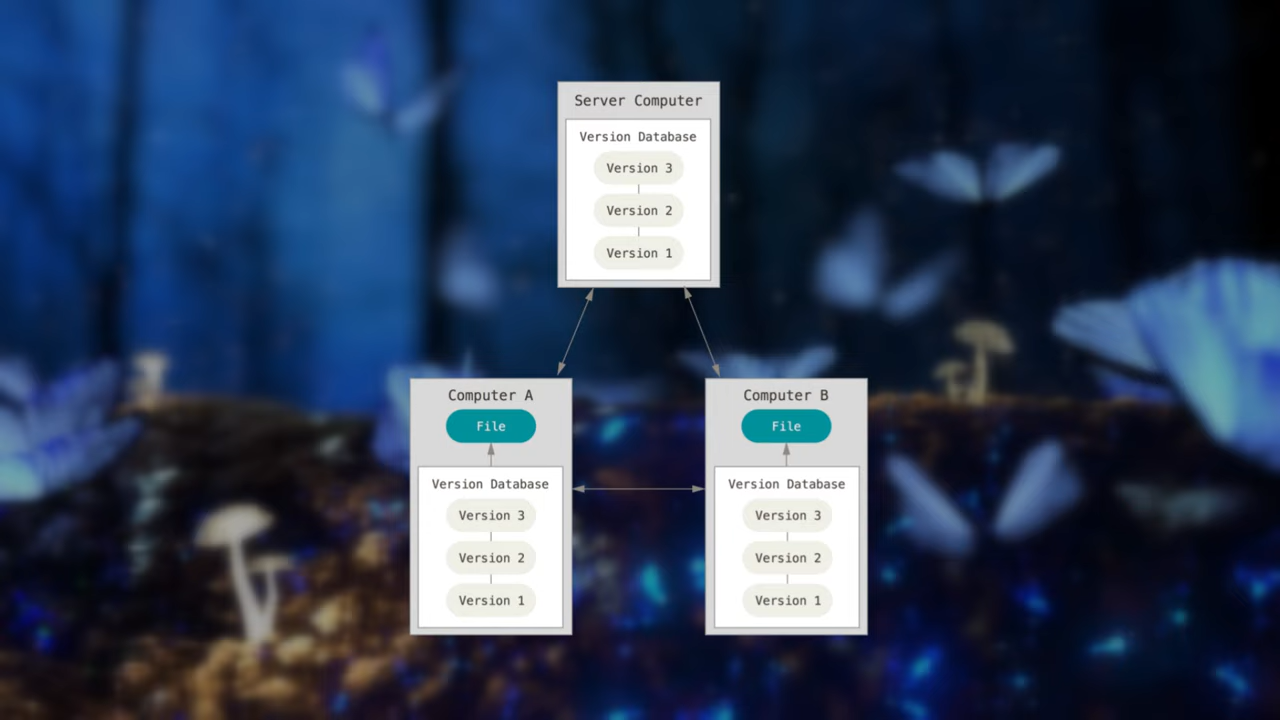 Server Computer
Version Database
Version 3
Version 2
Version 1
Computer A
File
Version Database
Version 3
Version 2
Version 1
Computer B
File
Version Database
Version 3
Version 2
Version 1